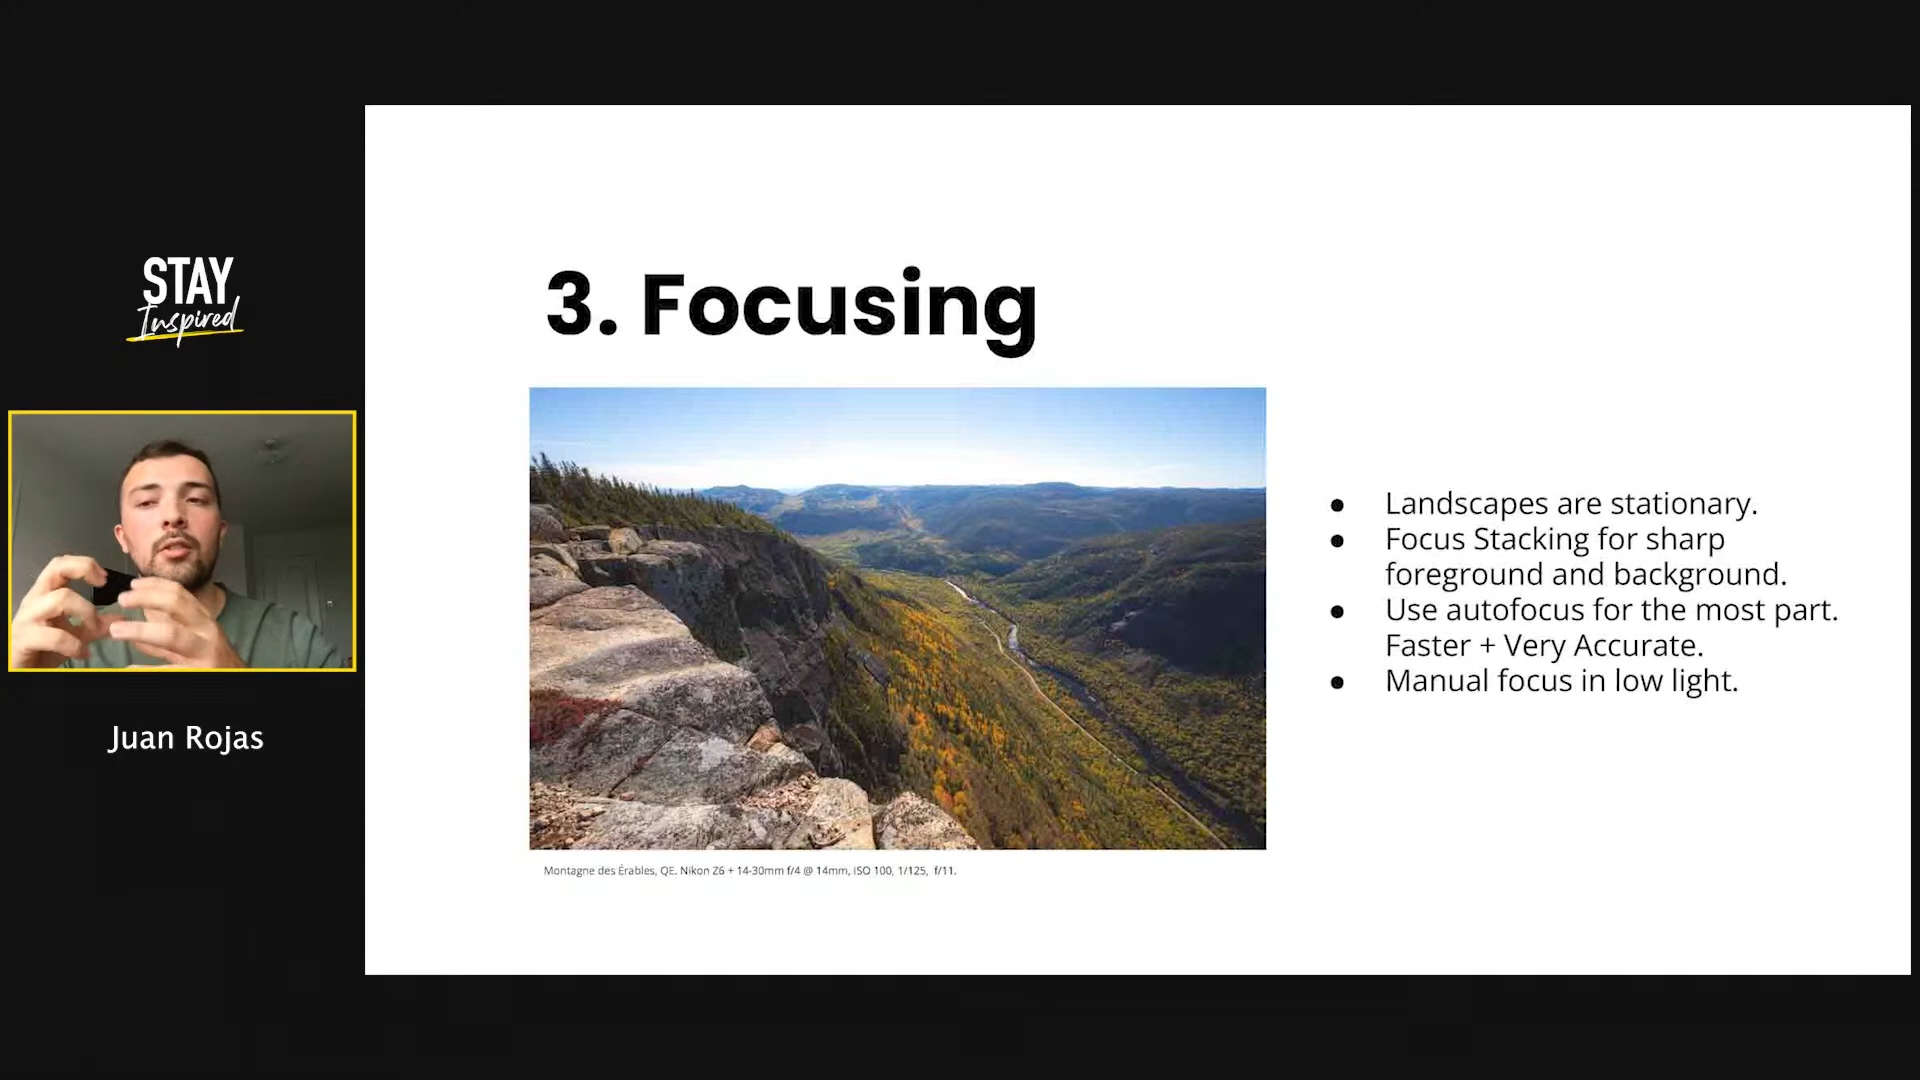 STAY
Inspired
Juan Rojas
3. Focusing
Montagne des Érables, QE. Nikon Z6 + 14-30mm f/4 @ 14mm, ISO 100, 1/125, f/11.
● Landscapes are stationary.
● Focus Stacking for sharp
foreground and background.
● Use autofocus for the most part.
Faster + Very Accurate.
● Manual focus in low light.